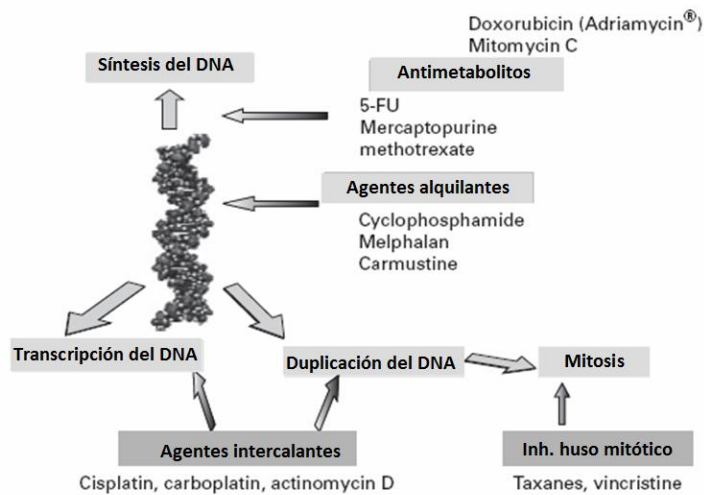 Doxorubicin (Adriamycin®)
Mitomycin C
Síntesis del DNA
Antimetabolitos
5-FU
Mercaptopurine
methotrexate
Agentes alquilantes
Cyclophosphamide
Melphalan
Carmustine
Transcripción del DNA
Duplicación del DNA
Mitosis
Agentes intercalantes
Inh. huso mitótico
Cisplatin, carboplatin, actinomycin D
Taxanes, vincristine